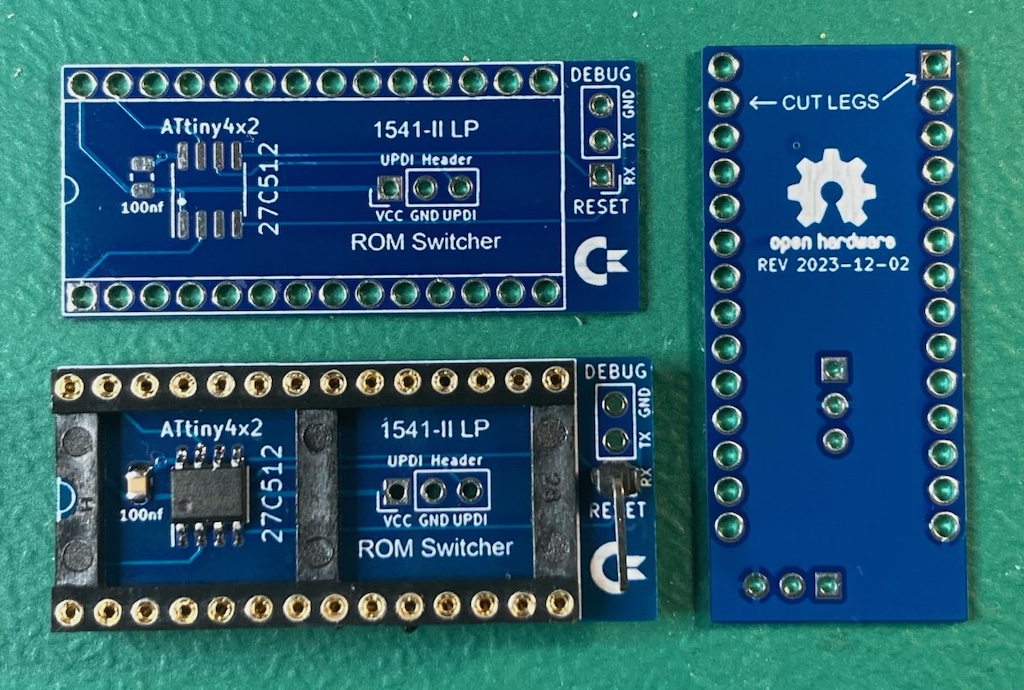 DEBUG
GND
TX
RX
RESET
ATtiny4x2
100nf
27C512
1541-II LP
UPDI Header
VCC GND UPDI
ROM Switcher
DEBUG
GND
TX
RX
RESET
ATtiny4x2
100nf
27C512
1541-II LP
UPDI Header
VCC GND UPDI
ROM Switcher
28
← CUT LEGS
open hardware
REV 2023-12-02